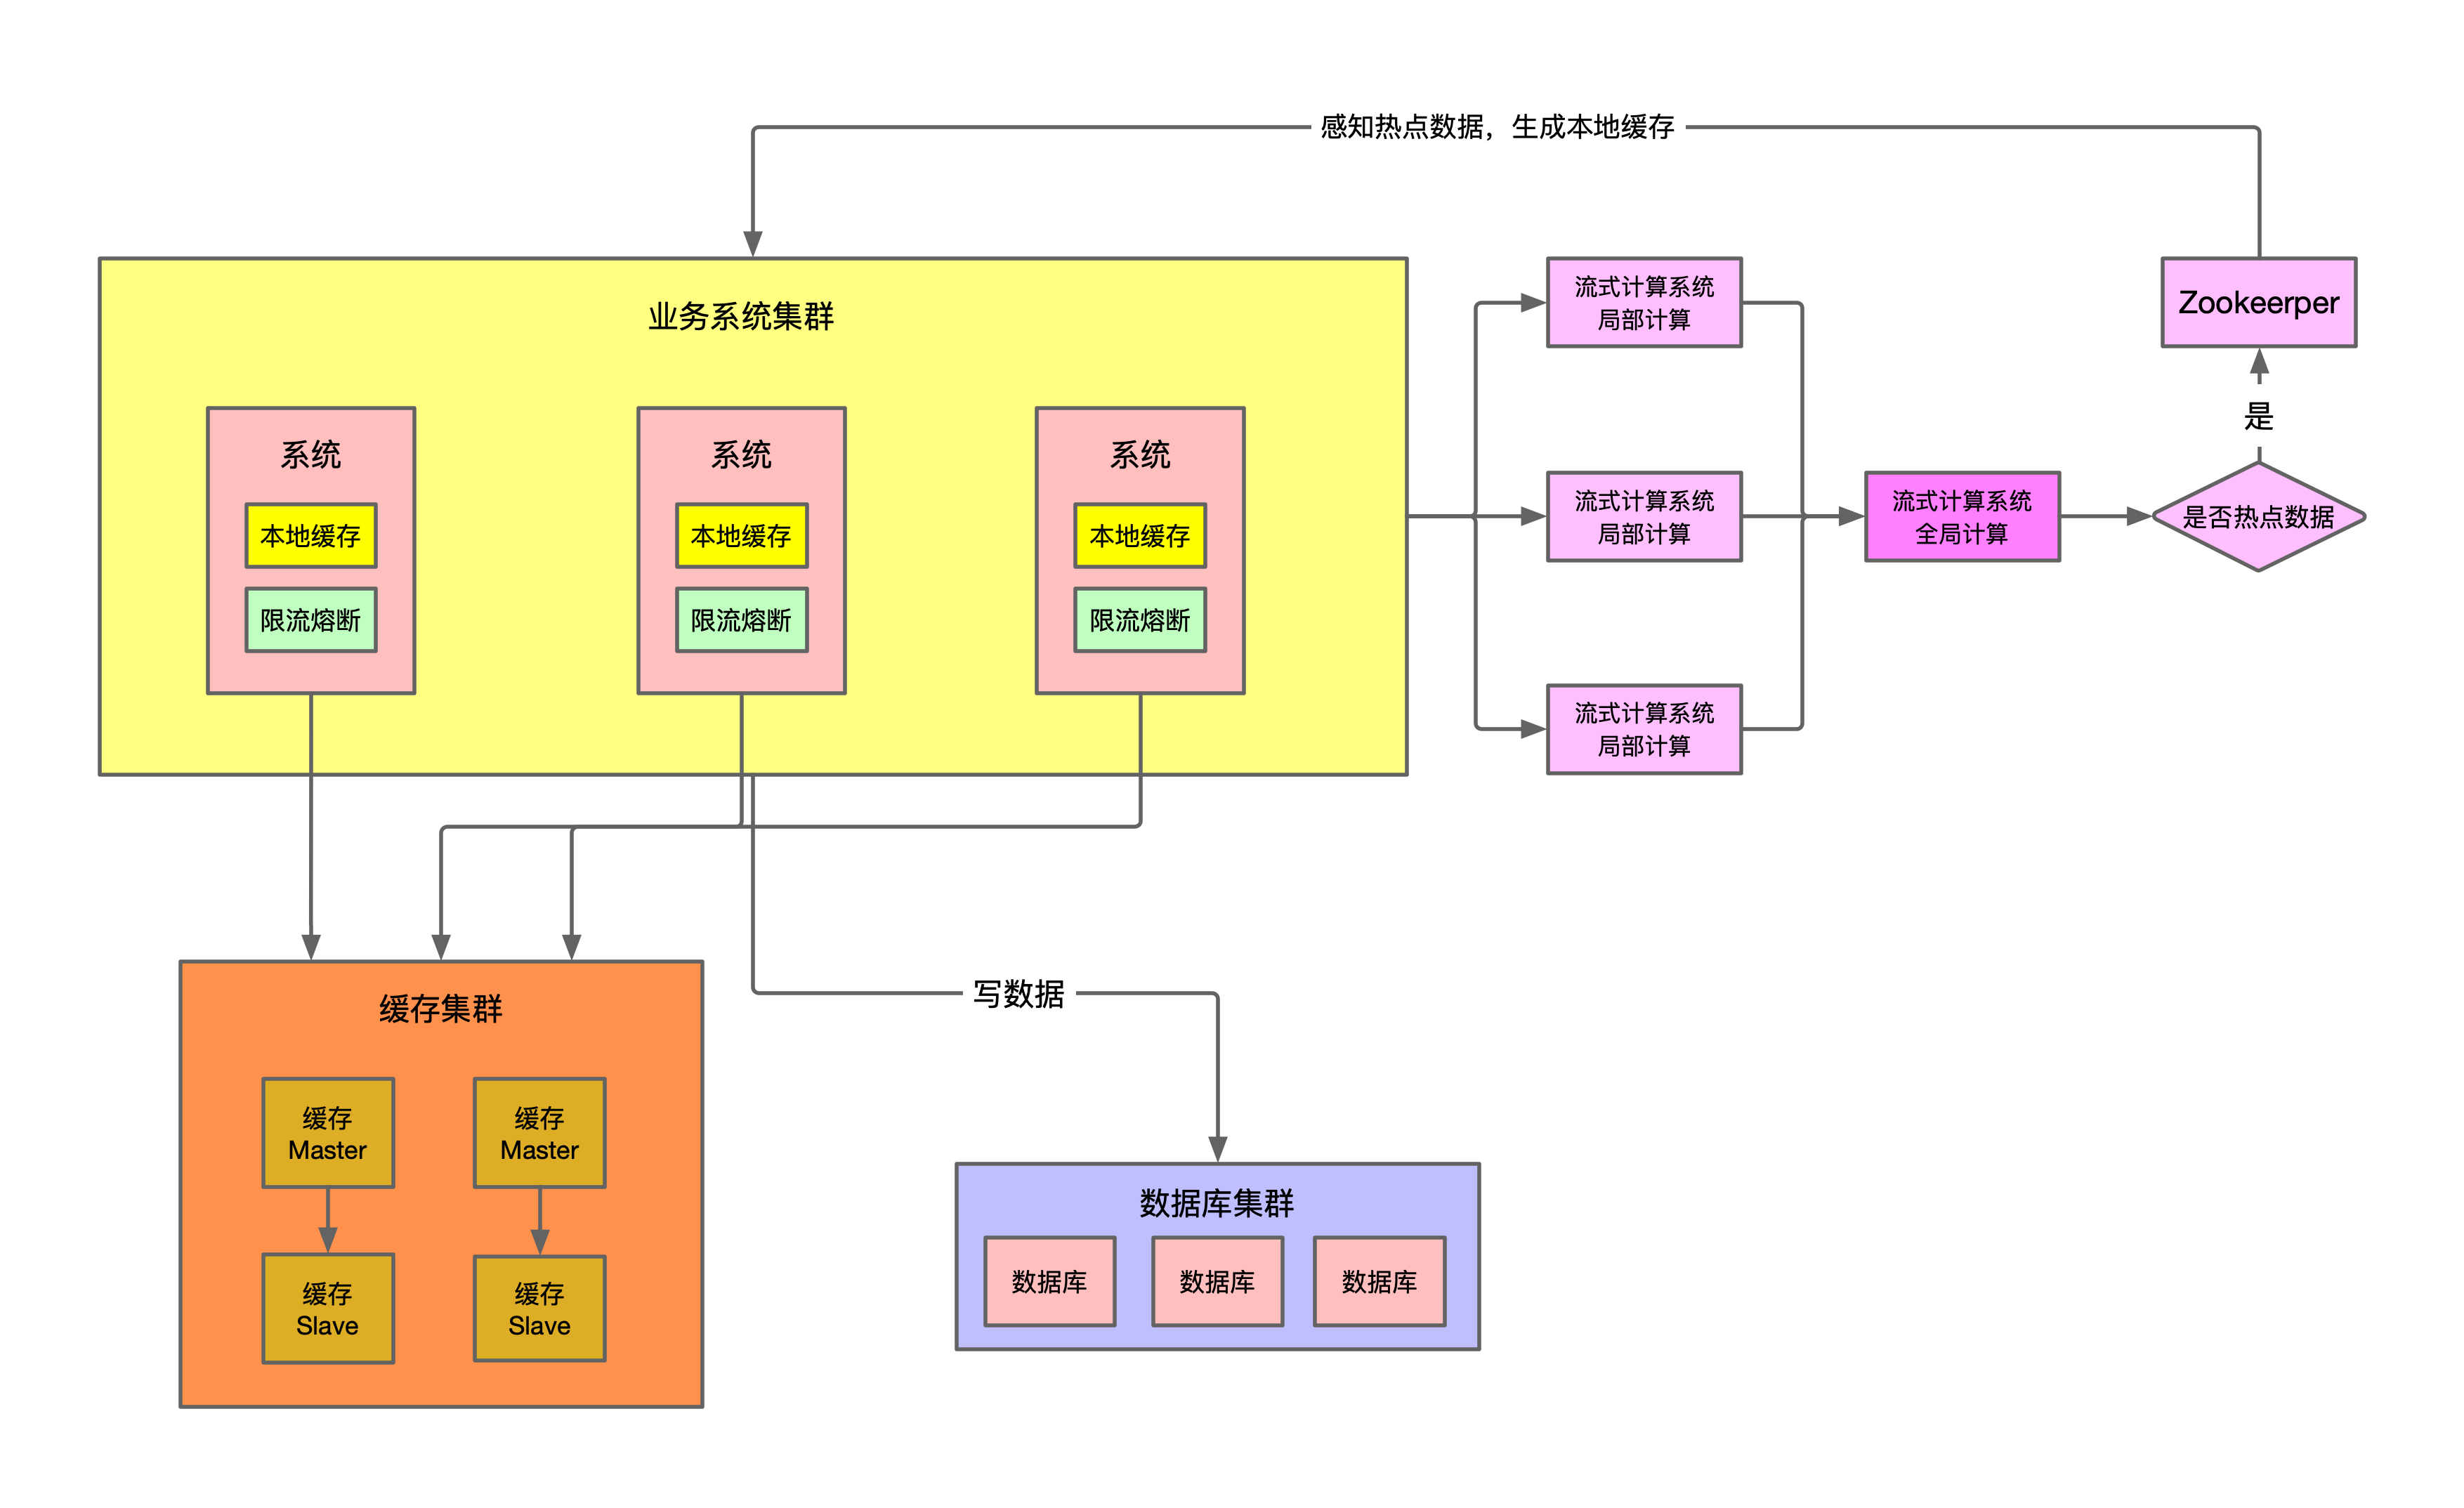 感知热点数据，生成本地缓存
业务系统集群
系统
本地缓存
限流熔断
系统
本地缓存
限流熔断
系统
本地缓存
限流熔断
流式计算系统
局部计算
流式计算系统
局部计算
流式计算系统
局部计算
流式计算系统
全局计算
是否热点数据
是
Zookeerper
写数据
缓存集群
缓存
Master
缓存
Master
缓存
Slave
缓存
Slave
数据库集群
数据库
数据库
数据库